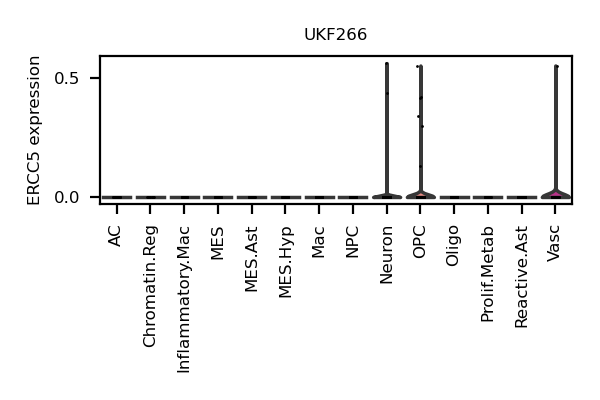 UKF266
ERCC5 expression
0.5
0.0
AC
Chromatin.Reg
Inflammatory.Mac
MES
MES.Ast
MES.Hyp
Mac
NPC
Neuron
OPC
Oligo
Prolif.Metab
Reactive.Ast
Vasc